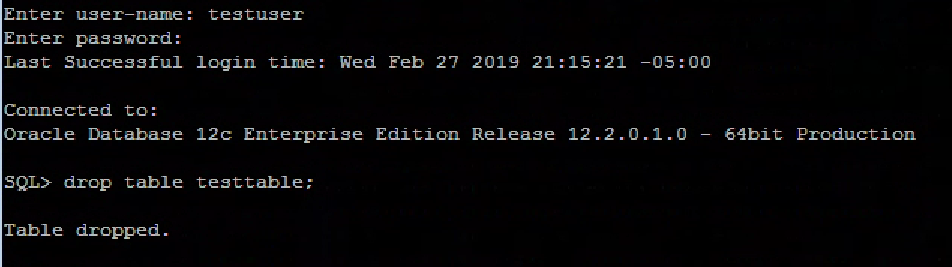 Enter user-name: testuser
Enter password:
Last Successful login time: Wed Feb 27 2019 21:15:21 -05:00
Connected to:
Oracle Database 12c Enterprise Edition Release 12.2.0.1.0 - 64bit Production
SQL> drop table testtable;
Table dropped.